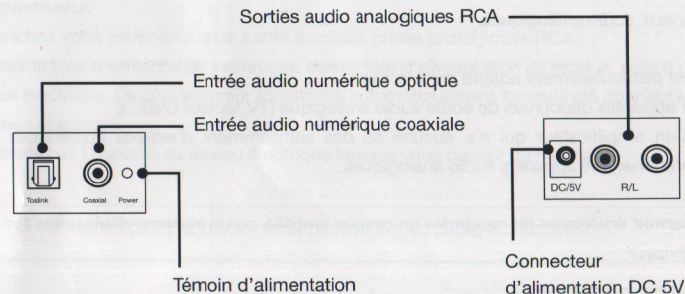 Sorties audio analogiques RCA
Entrée audio numérique optique
Entrée audio numérique coaxiale
Toslink
Coaxial
Power
DC/5V
R/L
Témoin d'alimentation
Connecteur
d'alimentation DC 5V